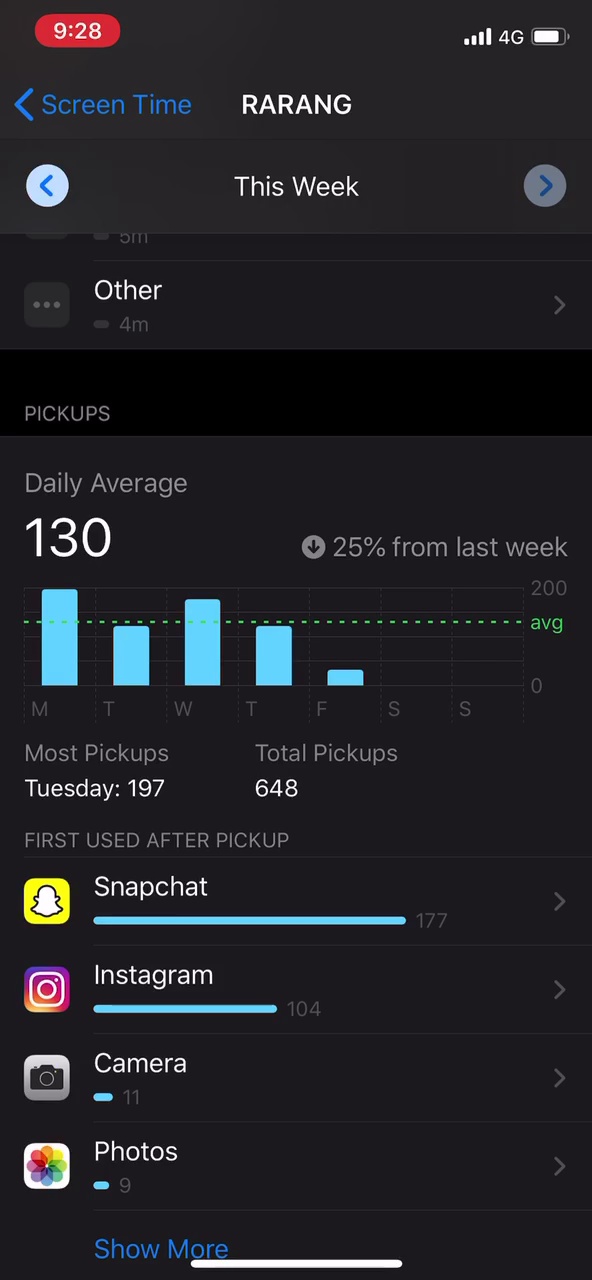 9:28
4G
Screen Time
RARANG
This Week
5m
Other
4m
PICKUPS
Daily Average
130
25% from last week
200
avg
0
M T W T F S S
Most Pickups
Total Pickups
Tuesday: 197
648
FIRST USED AFTER PICKUP
Snapchat
177
Instagram
104
Camera
11
Photos
9
Show More